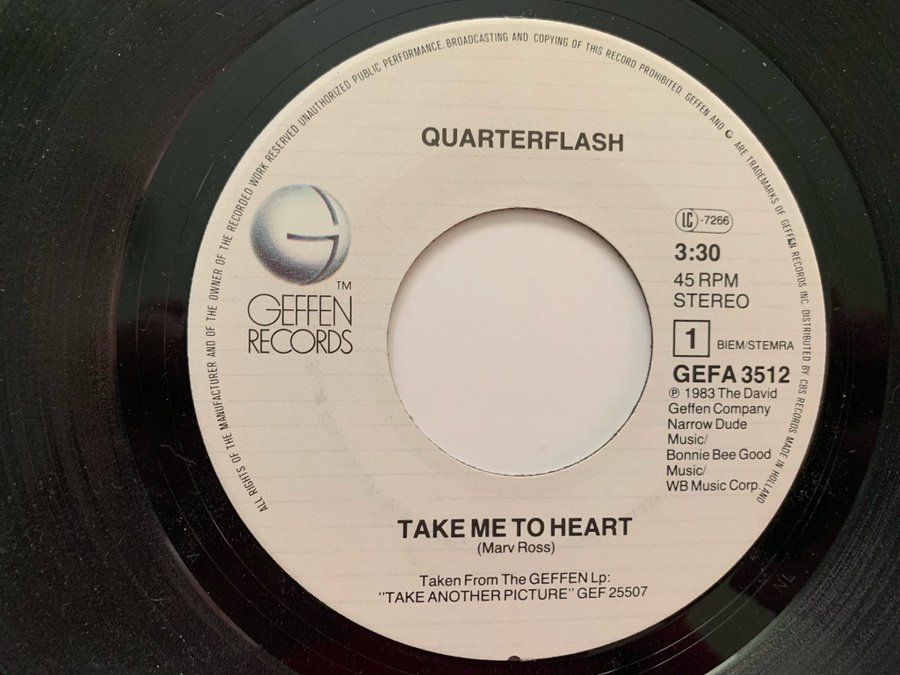 ALL RIGHTS OF THE MANUFACTURER AND OF THE OWNER OF THE RECORDED WORK RESERVED UNAUTHORIZED PUBLIC PERFORMANCE, BROADCASTING AND COPYING OF THIS RECORD PROHIBITED GEFFEN AND G ARE TRADEMARKS OF GEFFEN RECORDS INC. DISTRIBUTED BY CBS RECORDS MADE IN HOLLAND
QUARTERFLASH
G
TM
GEFFEN
RECORDS
LC-7266
3:30
45 RPM
STEREO
1 BIEM/STEMRA
GEFA 3512
℗ 1983 The David
Geffen Company
Narrow Dude
Music/
Bonnie Bee Good
Music/
WB Music Corp.
TAKE ME TO HEART
(Marv Ross)
Taken From The GEFFEN Lp:
"TAKE ANOTHER PICTURE" GEF 25507
NL